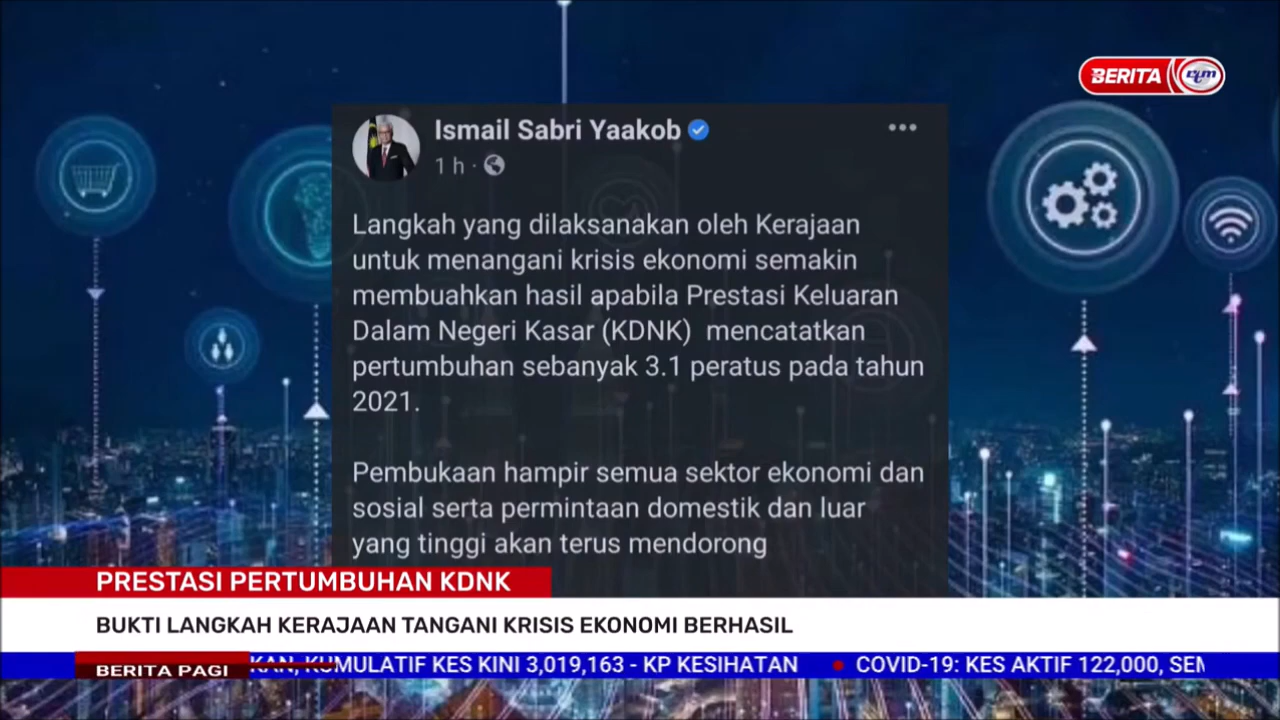 BERITA rtm
Ismail Sabri Yaakob
1 h ·
Langkah yang dilaksanakan oleh Kerajaan
untuk menangani krisis ekonomi semakin
membuahkan hasil apabila Prestasi Keluaran
Dalam Negeri Kasar (KDNK) mencatatkan
pertumbuhan sebanyak 3.1 peratus pada tahun
2021.
Pembukaan hampir semua sektor ekonomi dan
sosial serta permintaan domestik dan luar
yang tinggi akan terus mendorong
PRESTASI PERTUMBUHAN KDNK
BUKTI LANGKAH KERAJAAN TANGANI KRISIS EKONOMI BERHASIL
BERITA PAGI KAN, KUMULATIF KES KINI 3,019,163 - KP KESIHATAN • COVID-19: KES AKTIF 122,000, SEM